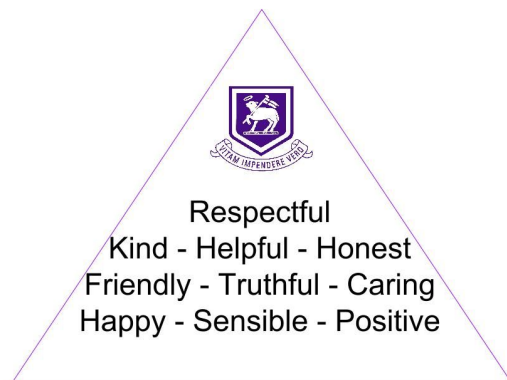 VITAM IMPENDERE VERO
Respectful
Kind - Helpful - Honest
Friendly - Truthful - Caring
Happy - Sensible - Positive